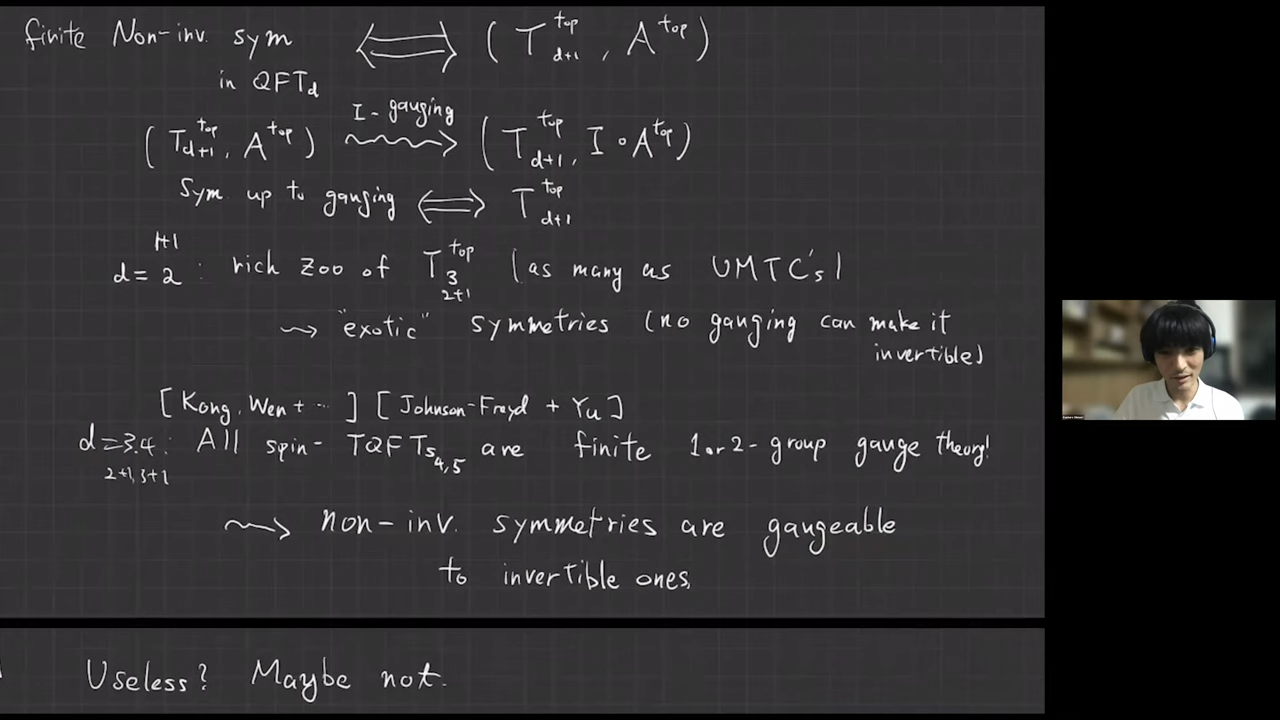 finite Non-inv. sym ⟺ ( T^top_d+1 , A^top )
in QFT_d
( T^top_d+1 , A^top ) I-gauging ⇝ ( T^top_d+1 , I∘A^top )
Sym. up to gauging ⟺ T^top_d+1
1+1
d= 2 : rich zoo of T^top_3 (as many as UMTC's)
2+1
⇝ "exotic" symmetries (no gauging can make it
invertible)
[Kong, Wen + ...] [Johnson-Freyd + Yu]
d=3,4: All spin- TQFTs_4,5 are finite 1 or 2-group gauge theory!
2+1, 3+1
⇝ non-inv. symmetries are gaugeable
to invertible ones.
Useless? Maybe not.